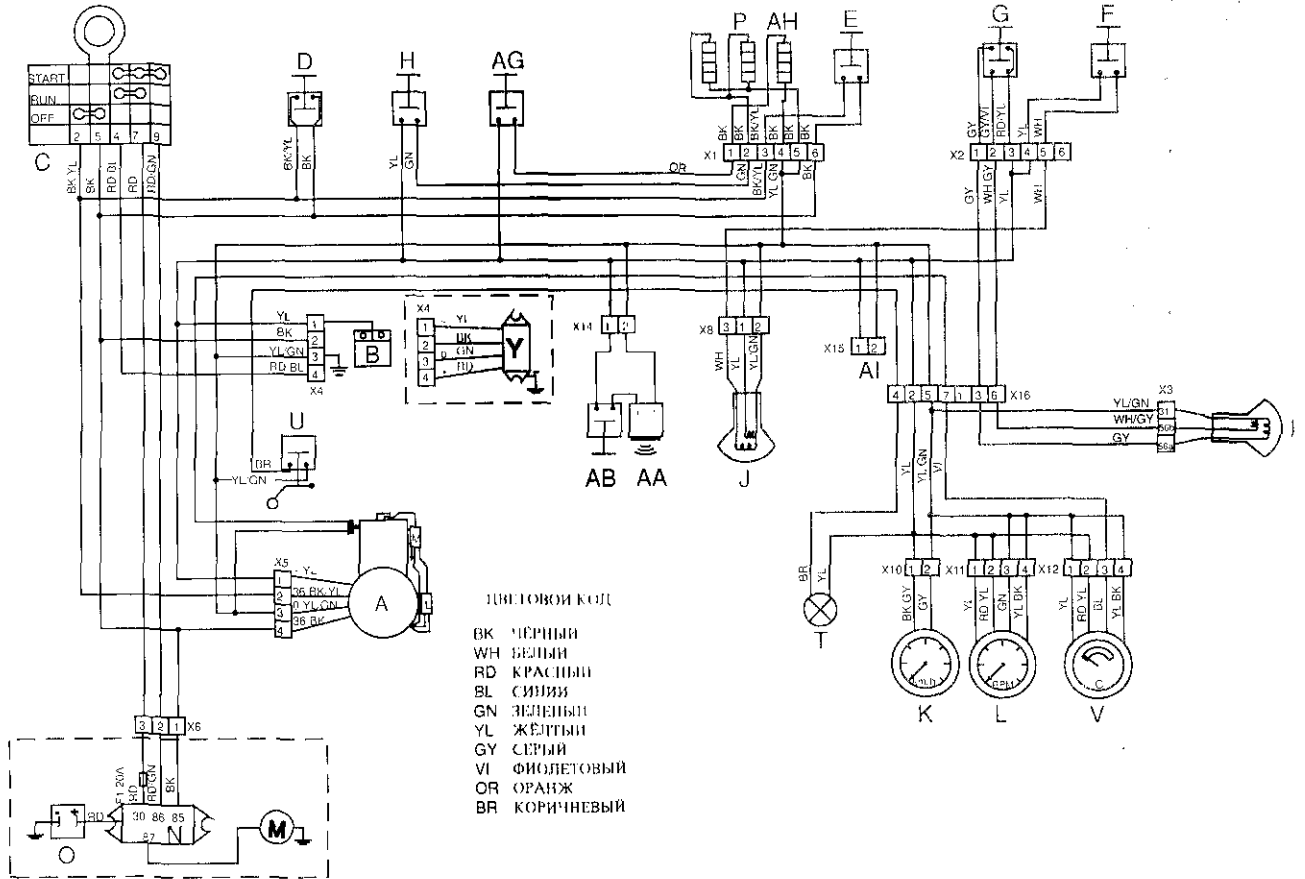 P AH E G F
D H AG
START
RUN
OFF
2 5 4 7 9
C
BK YL
BK
RD BL
RD
RD/GN
BK/YL
BK
YL
GN
OR
BK
BK
BK/YL
BK
BK
BK
X1 1 2 3 4 5 6
GN
BK/YL
YL GN
BK
GY
GY/VI
RD/YL
YL
WH
X2 1 2 3 4 5 6
GY
WH GY
YL
WH
YL 1
BK 2
YL/GN 3
RD BL 4
X4
B
X4
1 YL
2 BK
3 GN
4 RD
Y
X14 1 2
AB AA
X8 3 1 2
WH
YL
YL/GN
J
X15 1 2
AI
4 2 5 7 1 3 6 X16
X3
YL/GN 31
WH/GY 56b
GY 56a
I
U
BR
YL/GN
YL
YL GN
VI
X5
1 YL
2 36 BK/YL
3 0 YL/GN
4 36 BK
A
BR
YL
T
X10 1 2
BK GY
GY
K
X11 1 2 3 4
YL
RD YL
GN
YL BK
RPM
L
X12 1 2 3 4
YL
RD YL
BL
YL BK
C
V
ЦВЕТОВОЙ КОД
BK ЧЁРНЫЙ
WH БЕЛЫЙ
RD КРАСНЫЙ
BL СИНИЙ
GN ЗЕЛЕНЫЙ
YL ЖЁЛТЫЙ
GY СЕРЫЙ
VI ФИОЛЕТОВЫЙ
OR ОРАНЖ
BR КОРИЧНЕВЫЙ
3 2 1 X6
F1 20A
RD
RD/GN
BK
RD
30 86 85
87 N
O
M